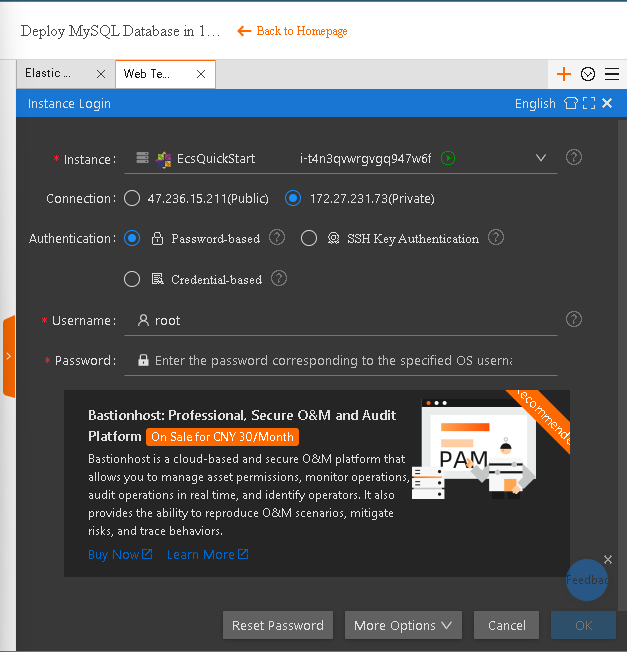 Deploy MySQL Database in 1... Back to Homepage
Elastic ... Web Te...
Instance Login English
* Instance: EcsQuickStart i-t4n3qvwrgvgq947w6f
Connection: 47.236.15.211(Public) 172.27.231.73(Private)
Authentication: Password-based SSH Key Authentication
Credential-based
* Username: root
* Password: Enter the password corresponding to the specified OS userna
Bastionhost: Professional, Secure O&M and Audit
Platform On Sale for CNY 30/Month
Recommende
PAM
Bastionhost is a cloud-based and secure O&M platform that
allows you to manage asset permissions, monitor operations,
audit operations in real time, and identify operators. It also
provides the ability to reproduce O&M scenarios, mitigate
risks, and trace behaviors.
Buy Now Learn More
Feedbac
Reset Password More Options Cancel OK